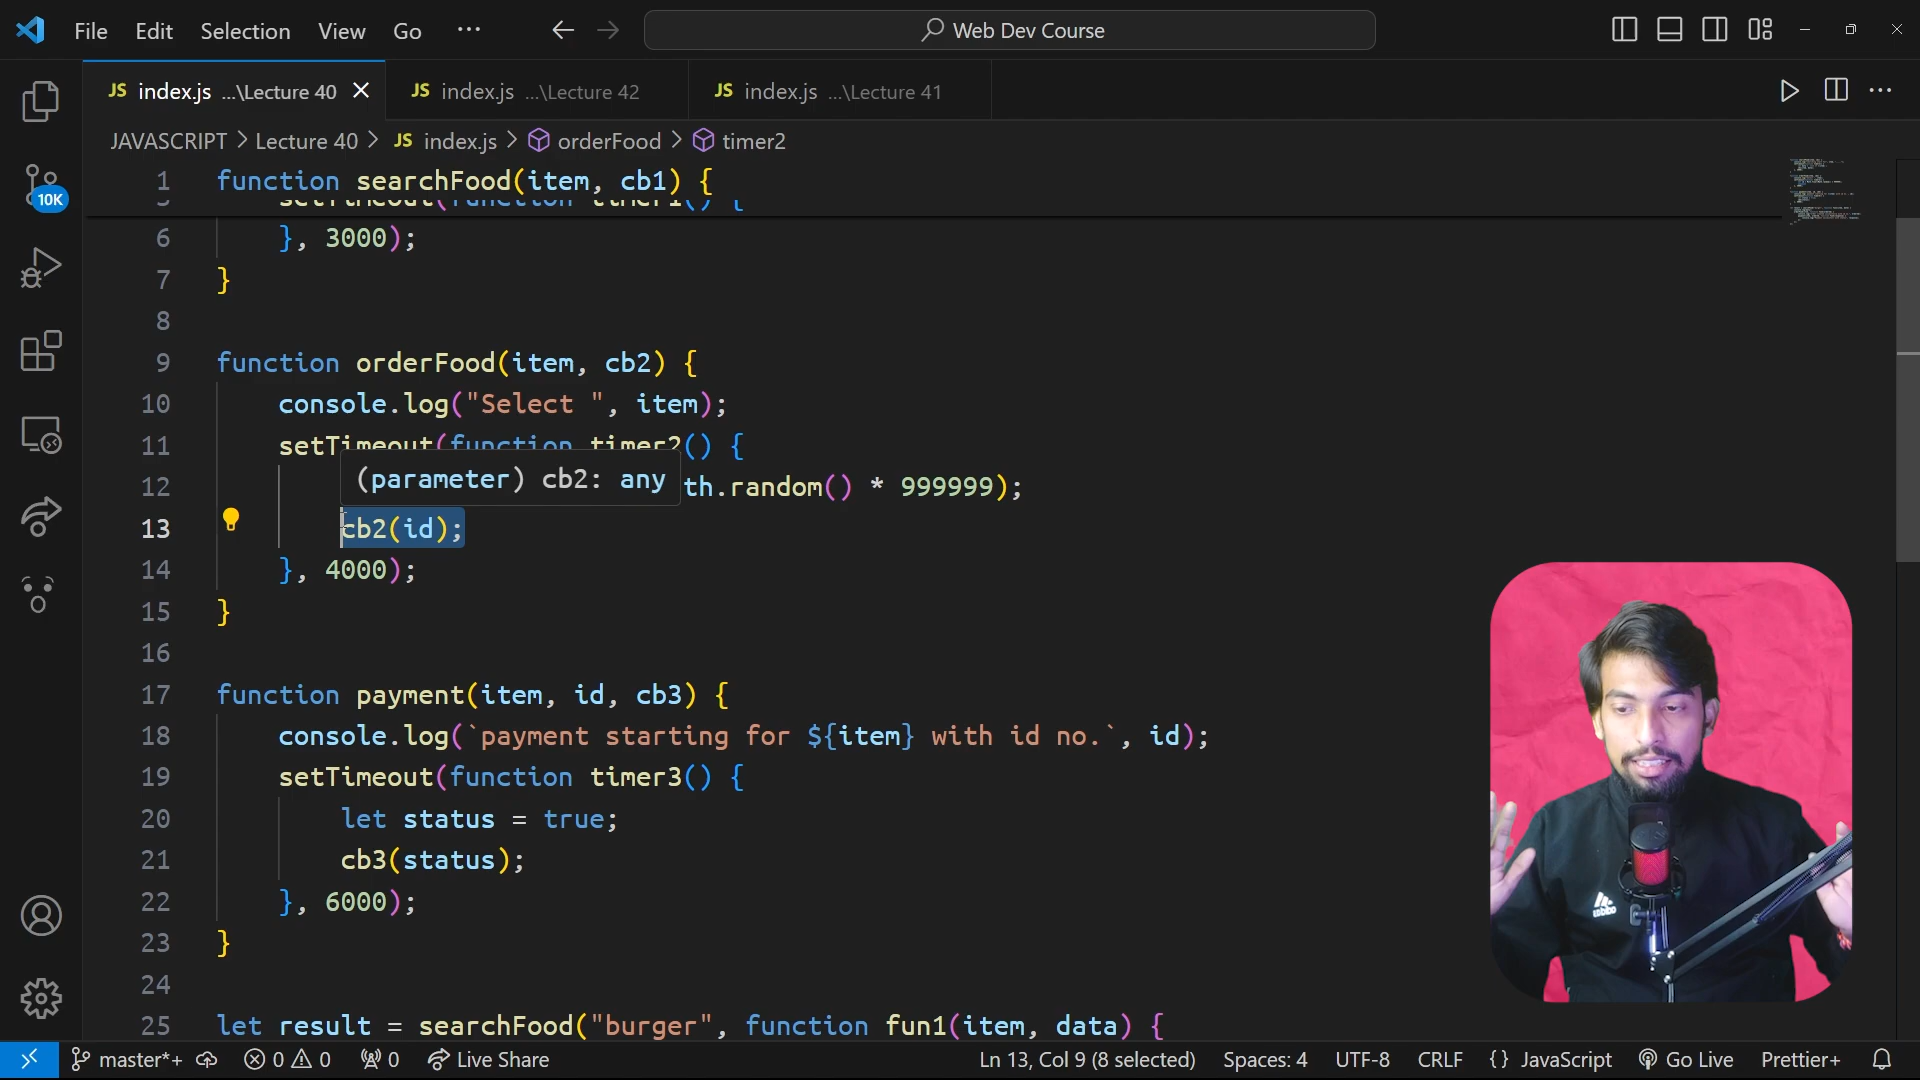 File Edit Selection View Go ··· Web Dev Course
JS index.js ...\Lecture 40 JS index.js ...\Lecture 42 JS index.js ...\Lecture 41
JAVASCRIPT > Lecture 40 > JS index.js > orderFood > timer2
1 function searchFood(item, cb1) {
setTimeout(function timer1() {
6 }, 3000);
7 }
8
9 function orderFood(item, cb2) {
10 console.log("Select ", item);
11 setTimeout(function timer2() {
(parameter) cb2: any
12 th.random() * 999999);
13 cb2(id);
14 }, 4000);
15 }
16
17 function payment(item, id, cb3) {
18 console.log(`payment starting for ${item} with id no.`, id);
19 setTimeout(function timer3() {
20 let status = true;
21 cb3(status);
22 }, 6000);
23 }
24
25 let result = searchFood("burger", function fun1(item, data) {
10K
master*+ 0 0 0 Live Share Ln 13, Col 9 (8 selected) Spaces: 4 UTF-8 CRLF {} JavaScript Go Live Prettier+